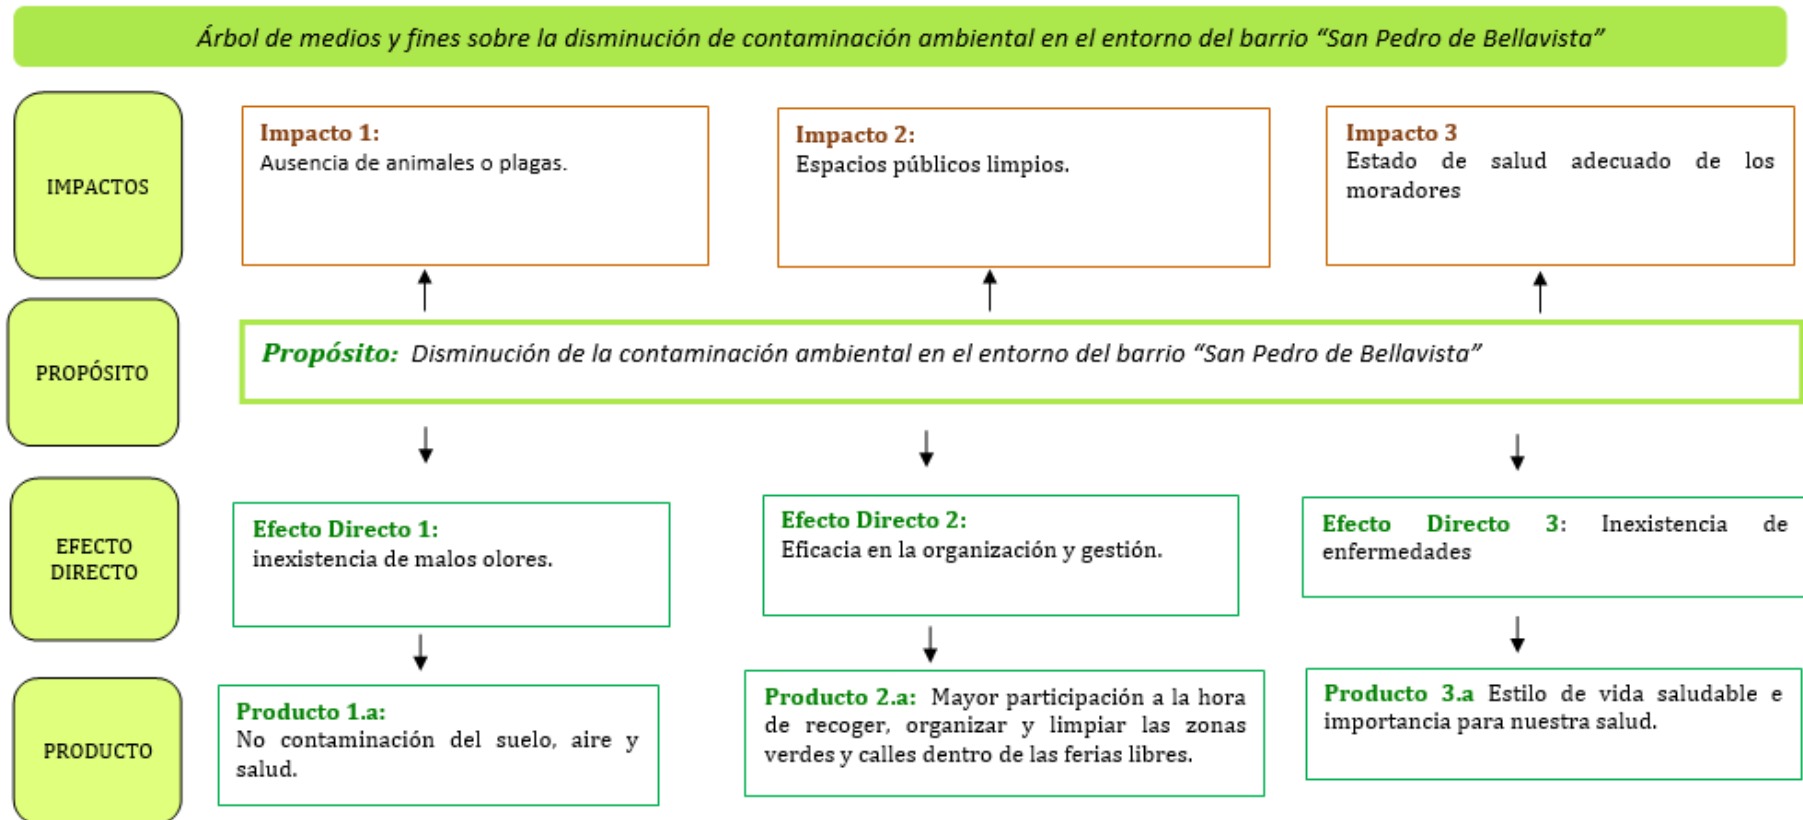 Árbol de medios y fines sobre la disminución de contaminación ambiental en el entorno del barrio “San Pedro de Bellavista”
IMPACTOS
Impacto 1:
Ausencia de animales o plagas.
Impacto 2:
Espacios públicos limpios.
Impacto 3
Estado de salud adecuado de los
moradores
PROPÓSITO
Propósito: Disminución de la contaminación ambiental en el entorno del barrio “San Pedro de Bellavista”
EFECTO
DIRECTO
Efecto Directo 1:
inexistencia de malos olores.
Efecto Directo 2:
Eficacia en la organización y gestión.
Efecto Directo 3: Inexistencia de
enfermedades
PRODUCTO
Producto 1.a:
No contaminación del suelo, aire y
salud.
Producto 2.a: Mayor participación a la hora
de recoger, organizar y limpiar las zonas
verdes y calles dentro de las ferias libres.
Producto 3.a Estilo de vida saludable e
importancia para nuestra salud.